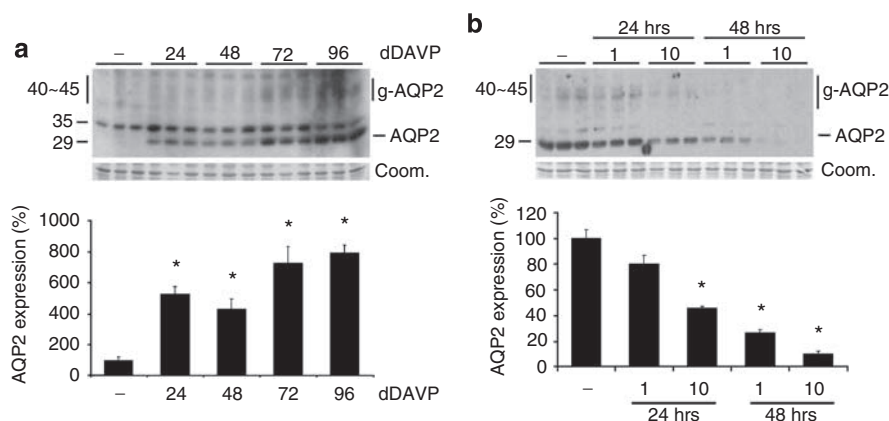 a
– 24 48 72 96 dDAVP
40~45
g-AQP2
35
29
AQP2
Coom.
AQP2 expression (%)
1000
800
600
400
200
0
* * * *
– 24 48 72 96 dDAVP
b
24 hrs 48 hrs
– 1 10 1 10
40~45
g-AQP2
29
AQP2
Coom.
AQP2 expression (%)
120
100
80
60
40
20
0
* * *
– 1 10 1 10
24 hrs 48 hrs